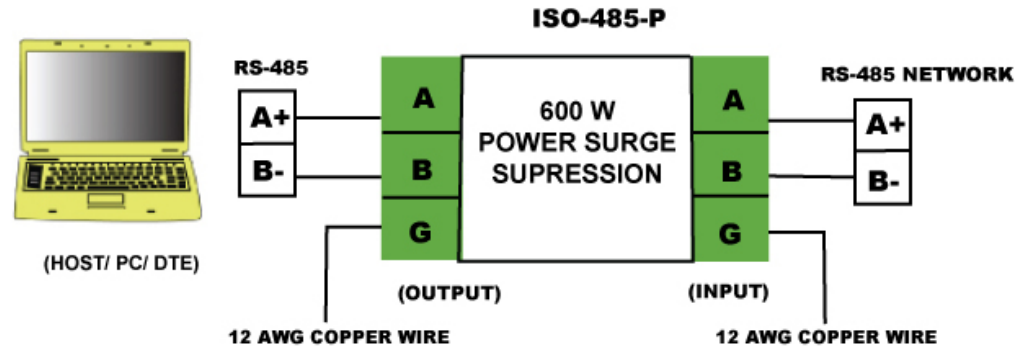 ISO-485-P
RS-485
A+
B-
A
B
G
600 W
POWER SURGE
SUPRESSION
A
B
G
RS-485 NETWORK
A+
B-
(HOST/ PC/ DTE)
(OUTPUT)
(INPUT)
12 AWG COPPER WIRE
12 AWG COPPER WIRE